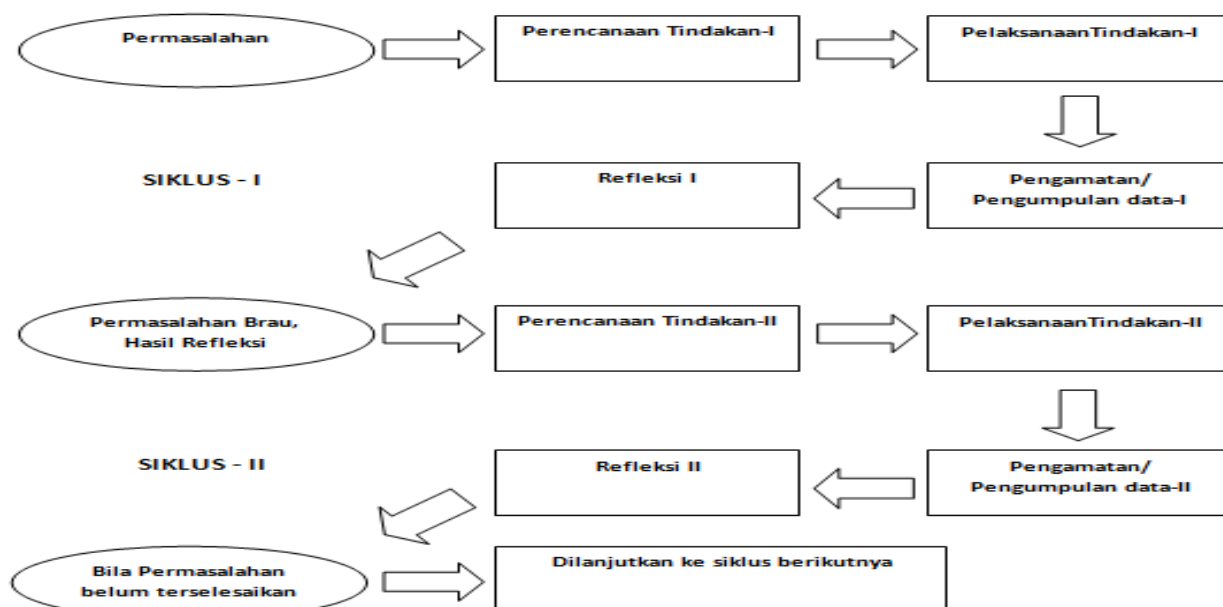 Permasalahan
Perencanaan Tindakan-I
PelaksanaanTindakan-I
SIKLUS - I
Refleksi I
Pengamatan/
Pengumpulan data-I
Permasalahan Brau,
Hasil Refleksi
Perencanaan Tindakan-II
PelaksanaanTindakan-II
SIKLUS - II
Refleksi II
Pengamatan/
Pengumpulan data-II
Bila Permasalahan
belum terselesaikan
Dilanjutkan ke siklus berikutnya